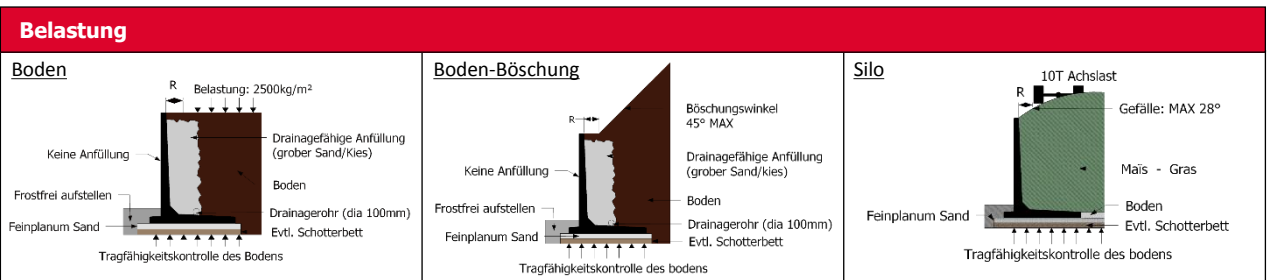 Belastung
Boden
R
Belastung: 2500kg/m²
Drainagefähige Anfüllung
(grober Sand/Kies)
Keine Anfüllung
Boden
Frostfrei aufstellen
Drainagerohr (dia 100mm)
Feinplanum Sand
Evtl. Schotterbett
Tragfähigkeitskontrolle des Bodens
Boden-Böschung
Böschungswinkel
45° MAX
R
Drainagefähige Anfüllung
(grober Sand/kies)
Keine Anfüllung
Boden
Frostfrei aufstellen
Drainagerohr (dia 100mm)
Feinplanum Sand
Evtl. Schotterbett
Tragfähigkeitskontrolle des bodens
Silo
10T Achslast
R
Gefälle: MAX 28°
Maïs - Gras
Boden
Feinplanum Sand
Evtl. Schotterbett
Tragfähigkeitskontrolle des Bodens